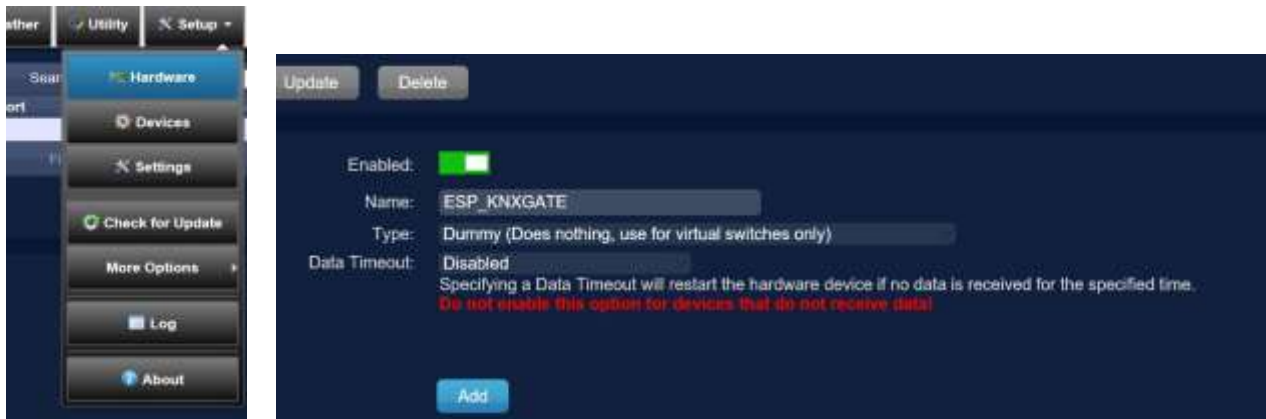 ather Utility Setup
Sear
Hardware
ort
Devices
Settings
Check for Update
More Options
Log
About
Update Delete
Enabled:
Name: ESP_KNXGATE
Type: Dummy (Does nothing, use for virtual switches only)
Data Timeout: Disabled
Specifying a Data Timeout will restart the hardware device if no data is received for the specified time.
Do not enable this option for devices that do not receive data!
Add